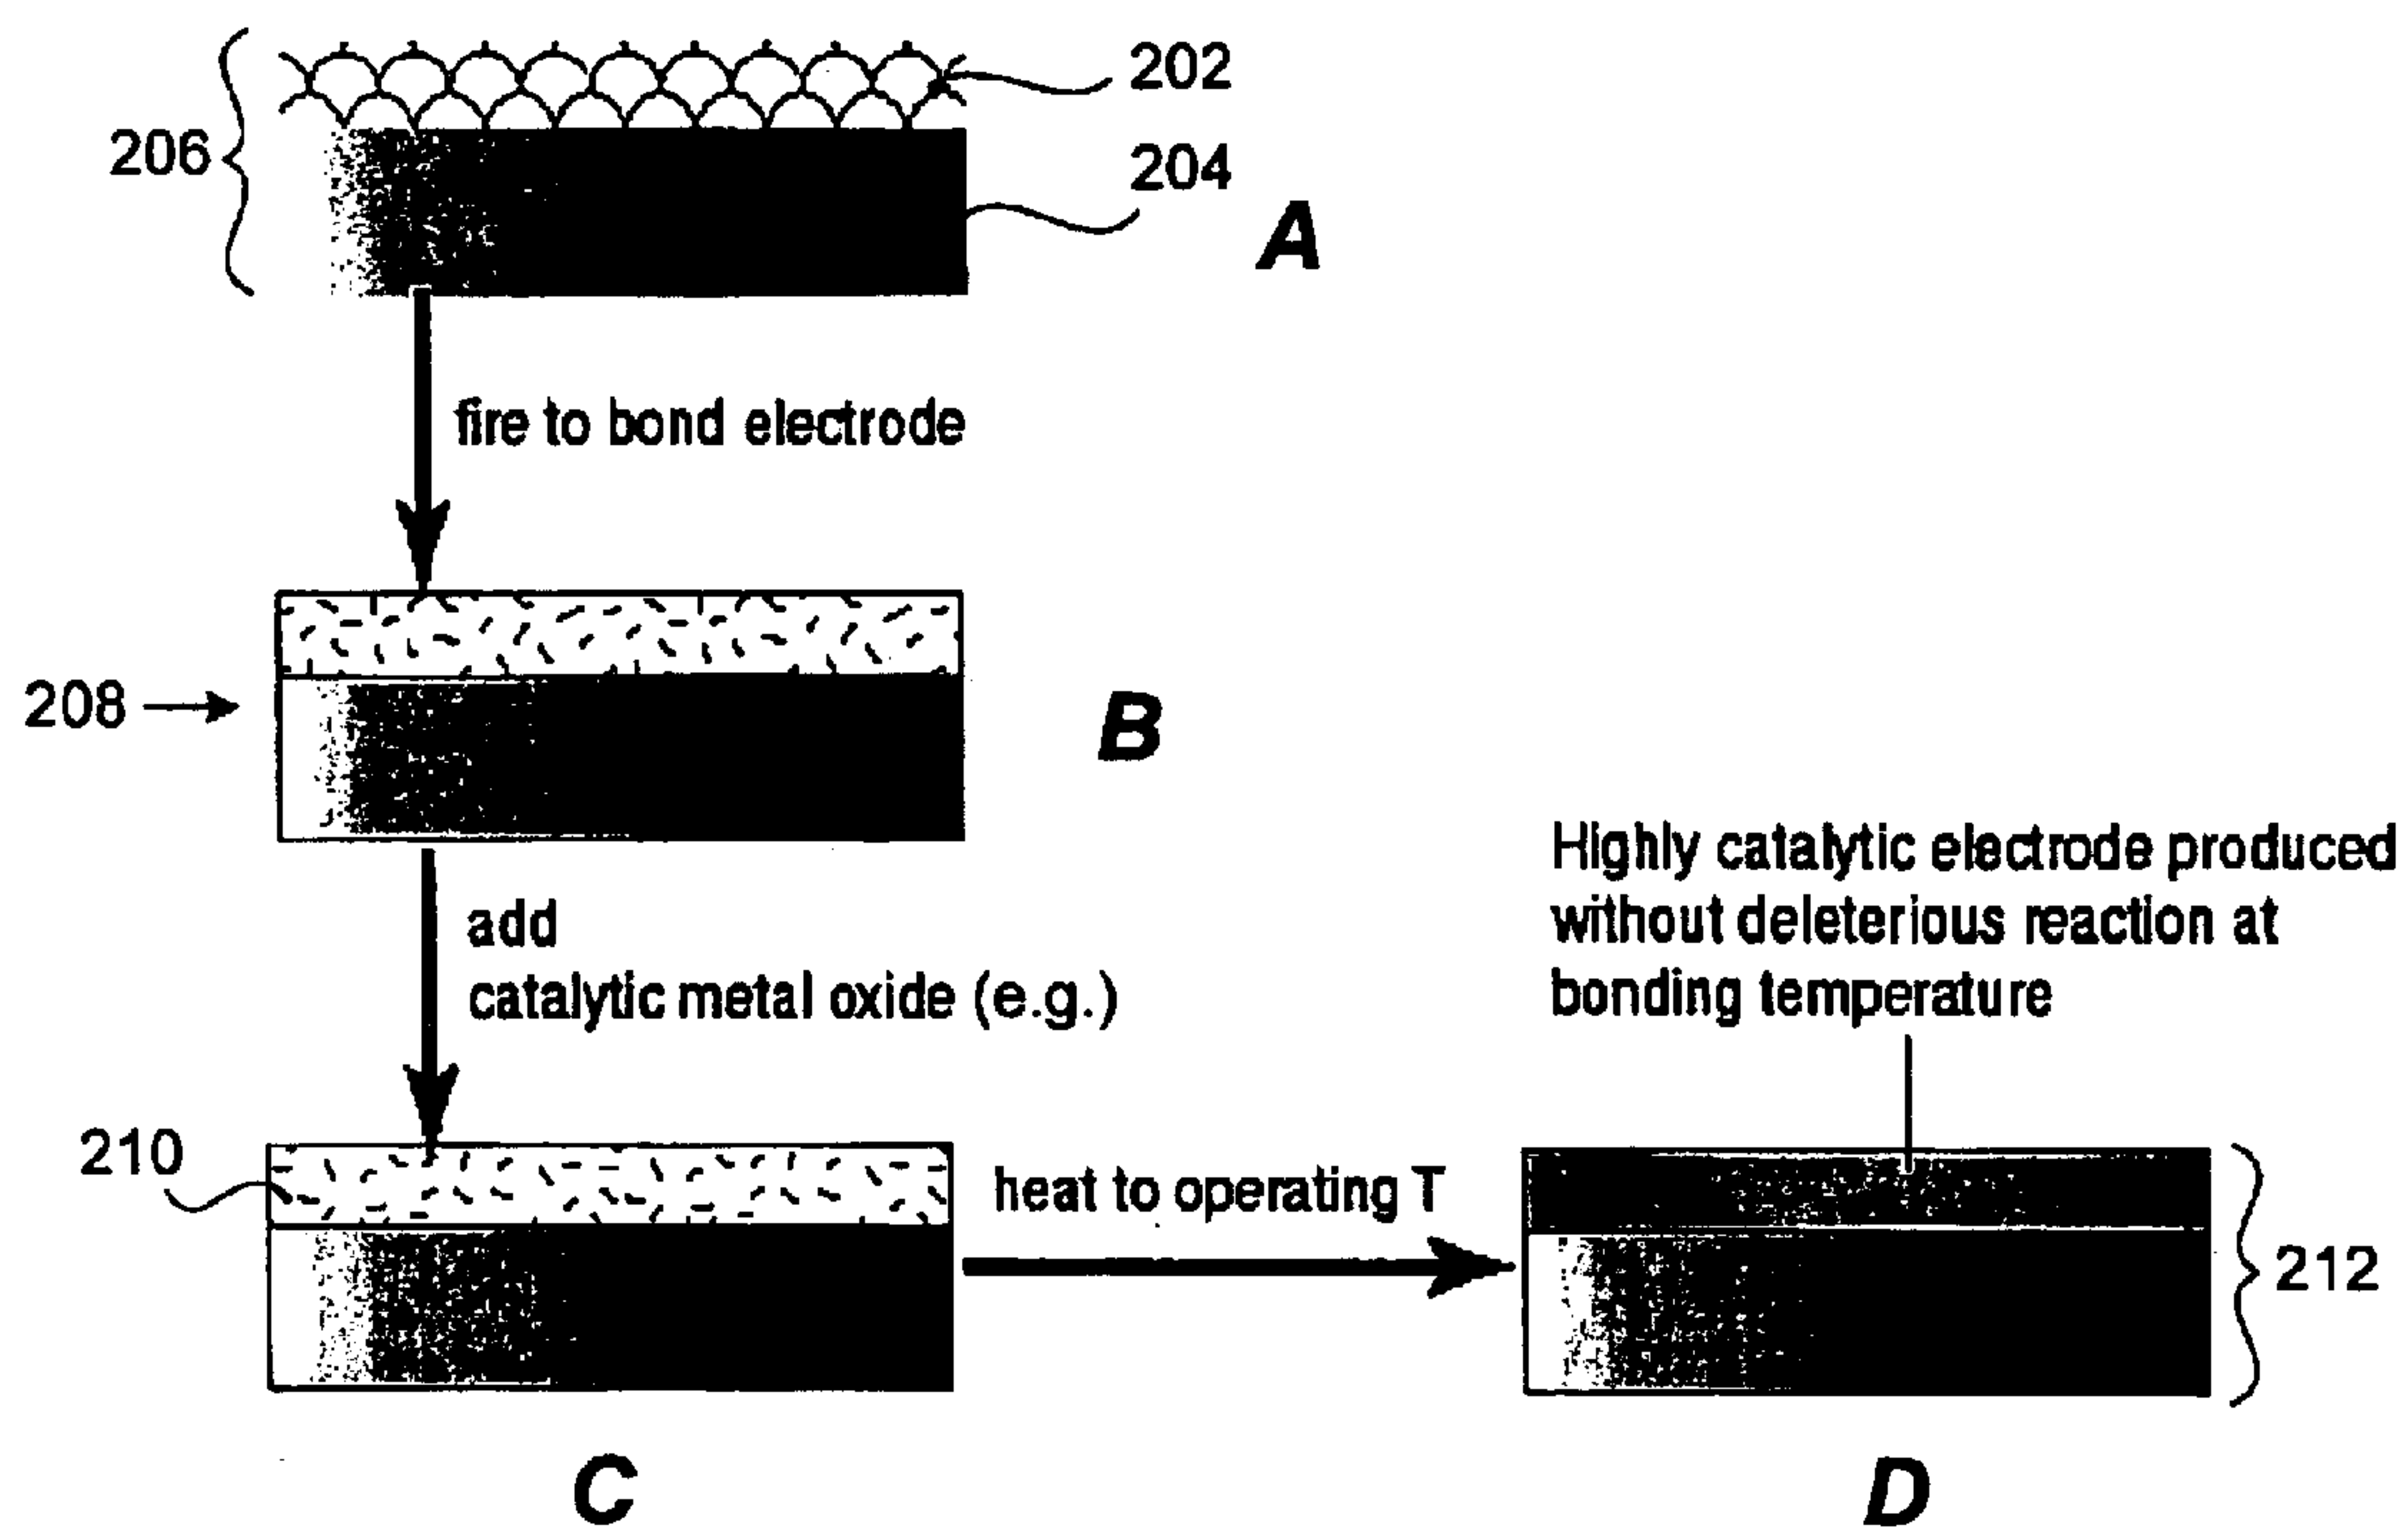 202
206
204
A
fire to bond electrode
208
B
add
catalytic metal oxide (e.g.)
Highly catalytic electrode produced
without deleterious reaction at
bonding temperature
210
heat to operating T
212
C
D